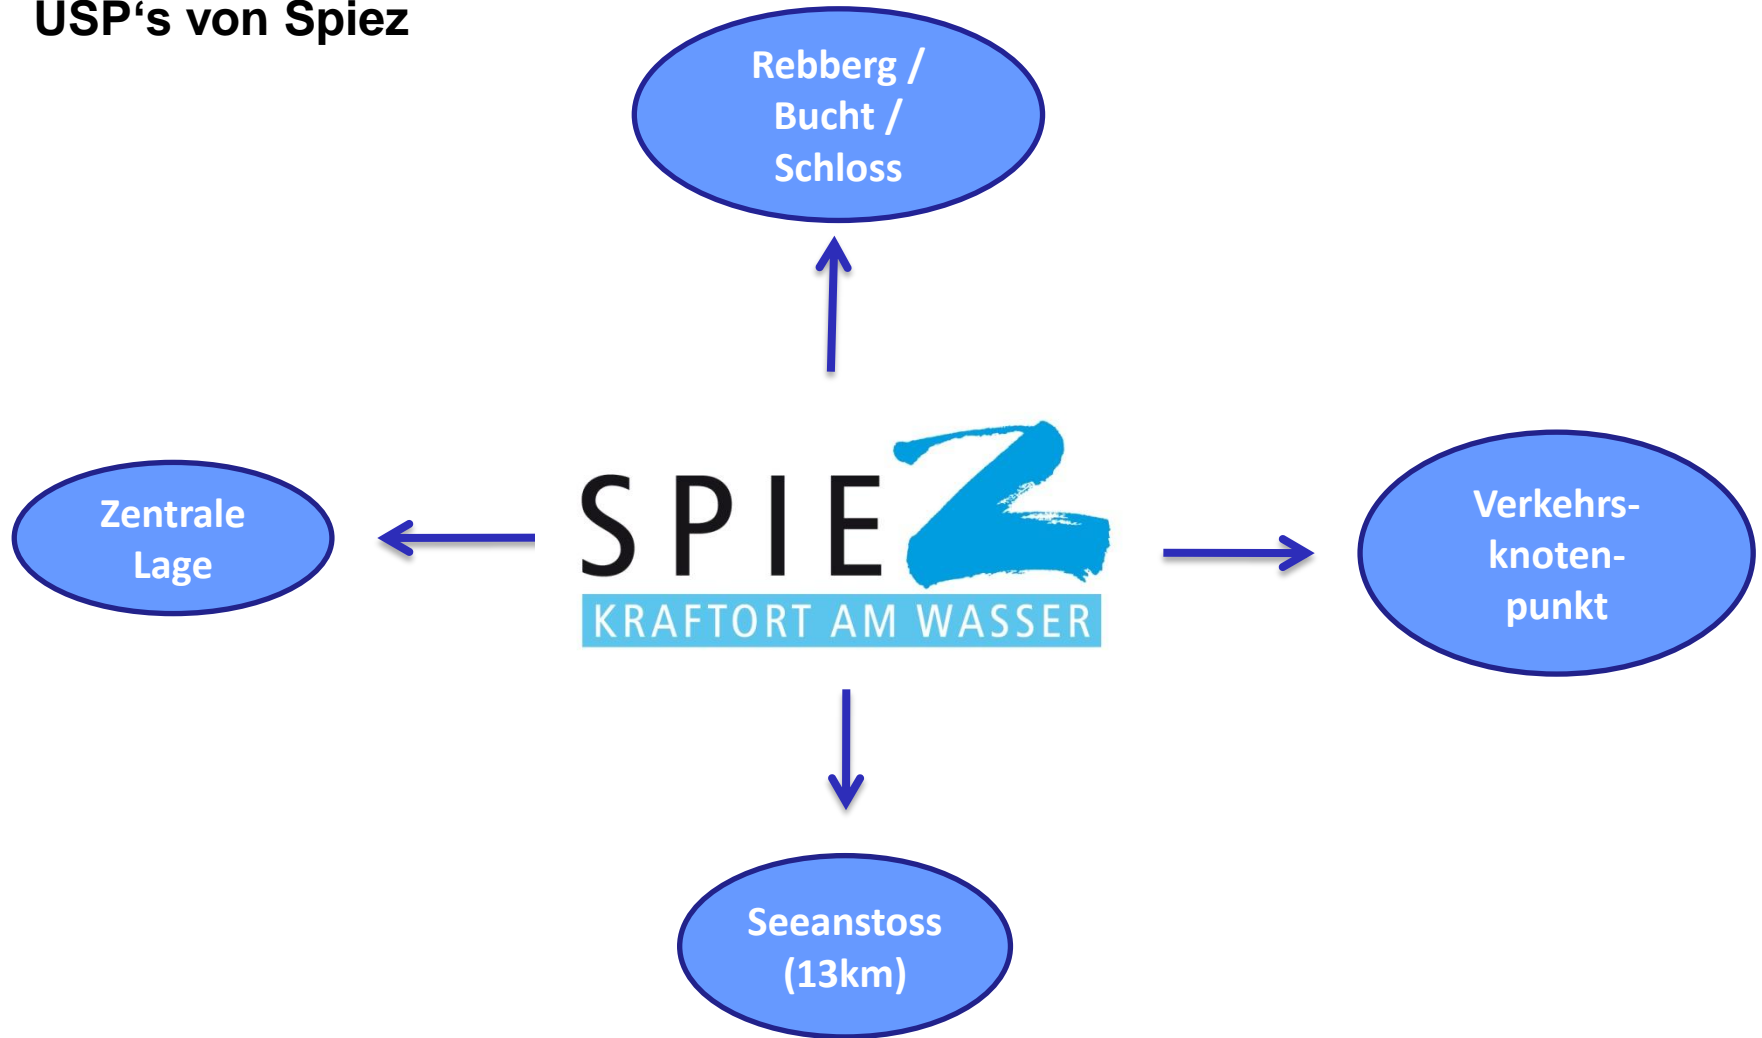 USP‘s von Spiez
Rebberg /
Bucht /
Schloss
Zentrale
Lage
SPIEZ
KRAFTORT AM WASSER
Verkehrs-
knoten-
punkt
Seeanstoss
(13km)